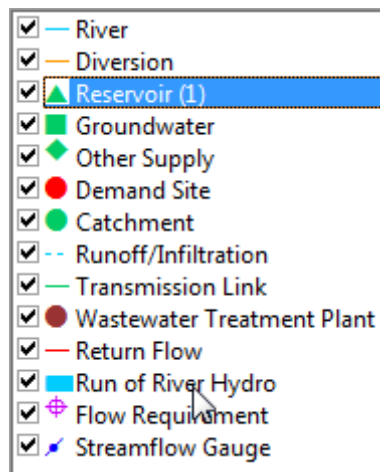 River
Diversion
Reservoir (1)
Groundwater
Other Supply
Demand Site
Catchment
Runoff/Infiltration
Transmission Link
Wastewater Treatment Plant
Return Flow
Run of River Hydro
Flow Requirement
Streamflow Gauge